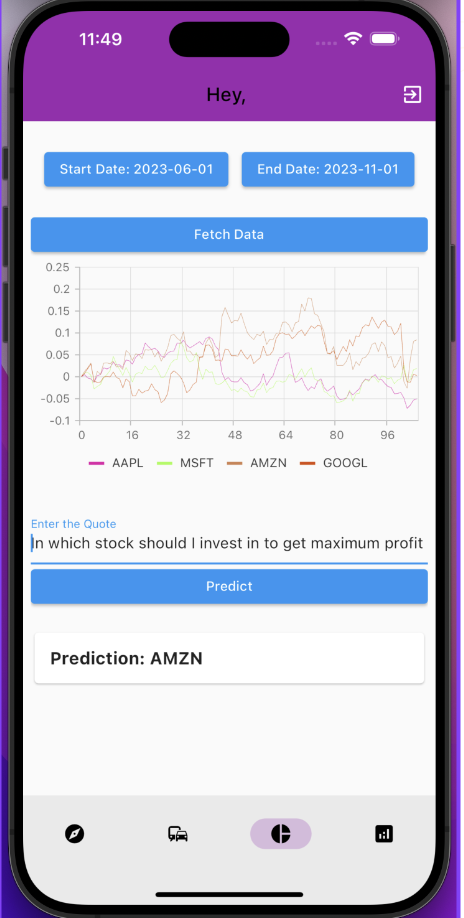 11:49
Hey,
Start Date: 2023-06-01 End Date: 2023-11-01
Fetch Data
0.25
0.2
0.15
0.1
0.05
0
-0.05
-0.1
0 16 32 48 64 80 96
AAPL MSFT AMZN GOOGL
Enter the Quote
In which stock should I invest in to get maximum profit
Predict
Prediction: AMZN